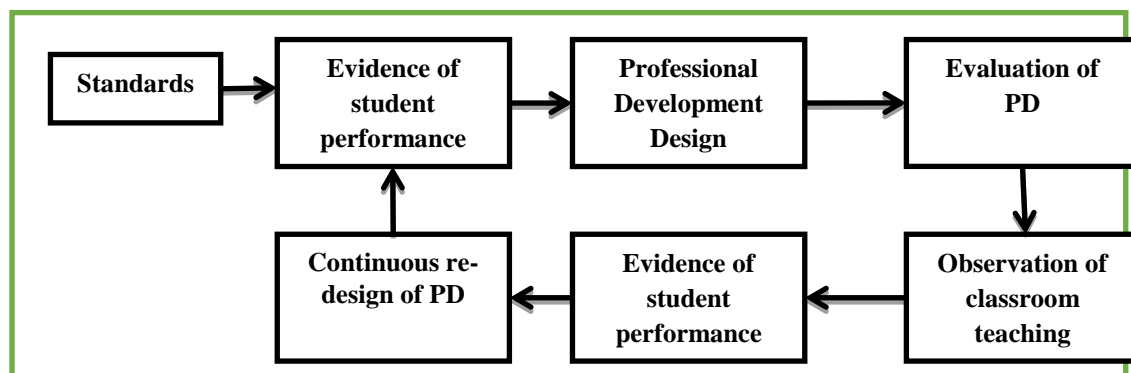 Standards
Evidence of
student
performance
Professional
Development
Design
Evaluation of
PD
Observation of
classroom
teaching
Evidence of
student
performance
Continuous re-
design of PD